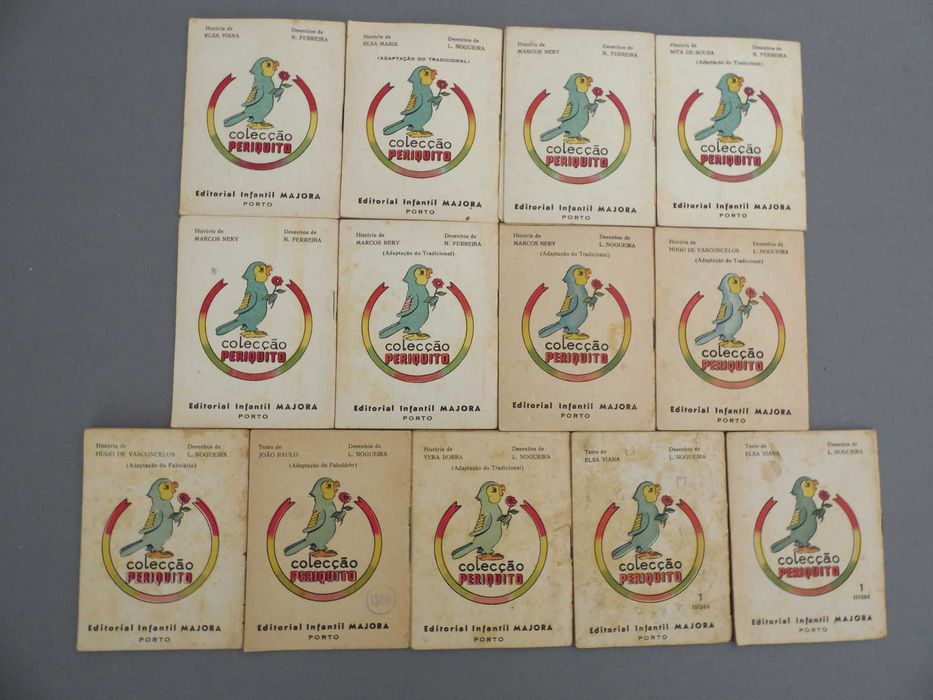 História de
ELSA VIANA
Desenhos de
N. FERREIRA
colecção
PERIQUITO
Editorial Infantil MAJORA
PORTO
História de
ELSA MARIA
Desenhos de
L. NOGUEIRA
(ADAPTAÇÃO DO TRADICIONAL)
colecção
PERIQUITO
Editorial Infantil MAJORA
PORTO
História de
MARCOS NERY
Desenhos de
N. FERREIRA
colecção
PERIQUITO
Editorial Infantil MAJORA
PORTO
História de
NITA DE SOUSA
Desenhos de
N. FERREIRA
(Adaptação do Tradicional)
colecção
PERIQUITO
Editorial Infantil MAJORA
PORTO
História de
MARCOS NERY
Desenhos de
N. FERREIRA
colecção
PERIQUITO
Editorial Infantil MAJORA
PORTO
História de
MARCOS NERY
Desenhos de
N. FERREIRA
(Adaptação do Tradicional)
colecção
PERIQUITO
Editorial Infantil MAJORA
PORTO
História de
MARCOS NERY
Desenhos de
L. NOGUEIRA
(Adaptação do Tradicional)
colecção
PERIQUITO
Editorial Infantil MAJORA
PORTO
História de
HUGO DE VASCONCELOS
Desenhos de
L. NOGUEIRA
(Adaptação do Tradicional)
colecção
PERIQUITO
Editorial Infantil MAJORA
PORTO
História de
HUGO DE VASCONCELOS
Desenhos de
L. NOGUEIRA
(Adaptação do Fabulário)
colecção
PERIQUITO
Editorial Infantil MAJORA
PORTO
Texto de
JOÃO PAULO
Desenhos de
L. NOGUEIRA
(Adaptação do Fabulário)
colecção
PERIQUITO
1$00
Editorial Infantil MAJORA
PORTO
História de
VERA BORBA
Desenhos de
L. NOGUEIRA
(Adaptação do Tradicional)
colecção
PERIQUITO
Editorial Infantil MAJORA
PORTO
Texto de
ELSA VIANA
Desenhos de
L. NOGUEIRA
colecção
PERIQUITO
1
ESCUDO
Editorial Infantil MAJORA
PORTO
Texto de
ELSA VIANA
Desenhos de
L. NOGUEIRA
colecção
PERIQUITO
1
ESCUDO
Editorial Infantil MAJORA
PORTO